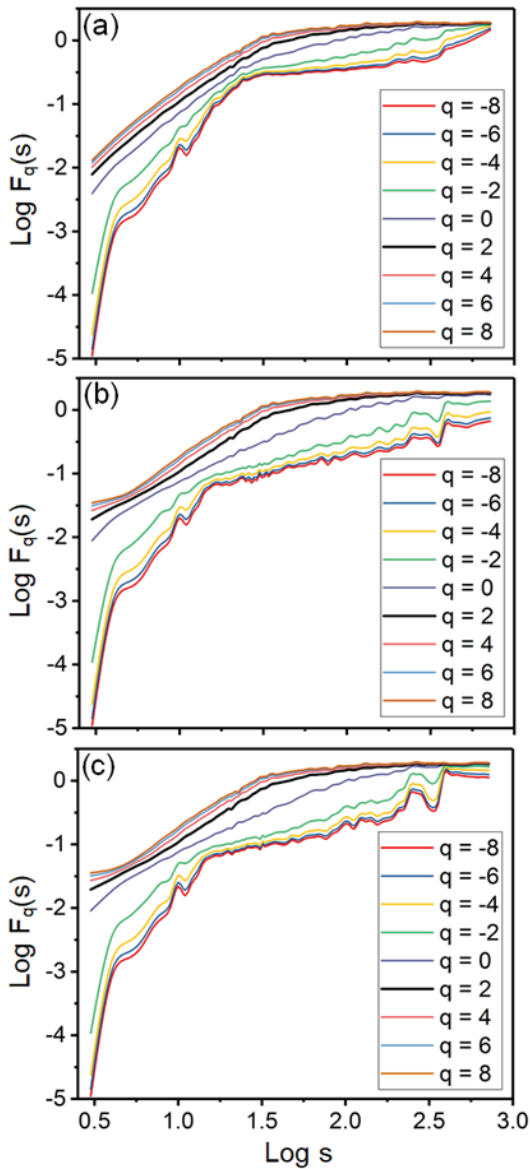 (a)
Log F_q(s)
0
-1
-2
-3
-4
-5
q = -8
q = -6
q = -4
q = -2
q = 0
q = 2
q = 4
q = 6
q = 8
(b)
Log F_q(s)
0
-1
-2
-3
-4
-5
q = -8
q = -6
q = -4
q = -2
q = 0
q = 2
q = 4
q = 6
q = 8
(c)
Log F_q(s)
0
-1
-2
-3
-4
-5
q = -8
q = -6
q = -4
q = -2
q = 0
q = 2
q = 4
q = 6
q = 8
0.5 1.0 1.5 2.0 2.5 3.0
Log s